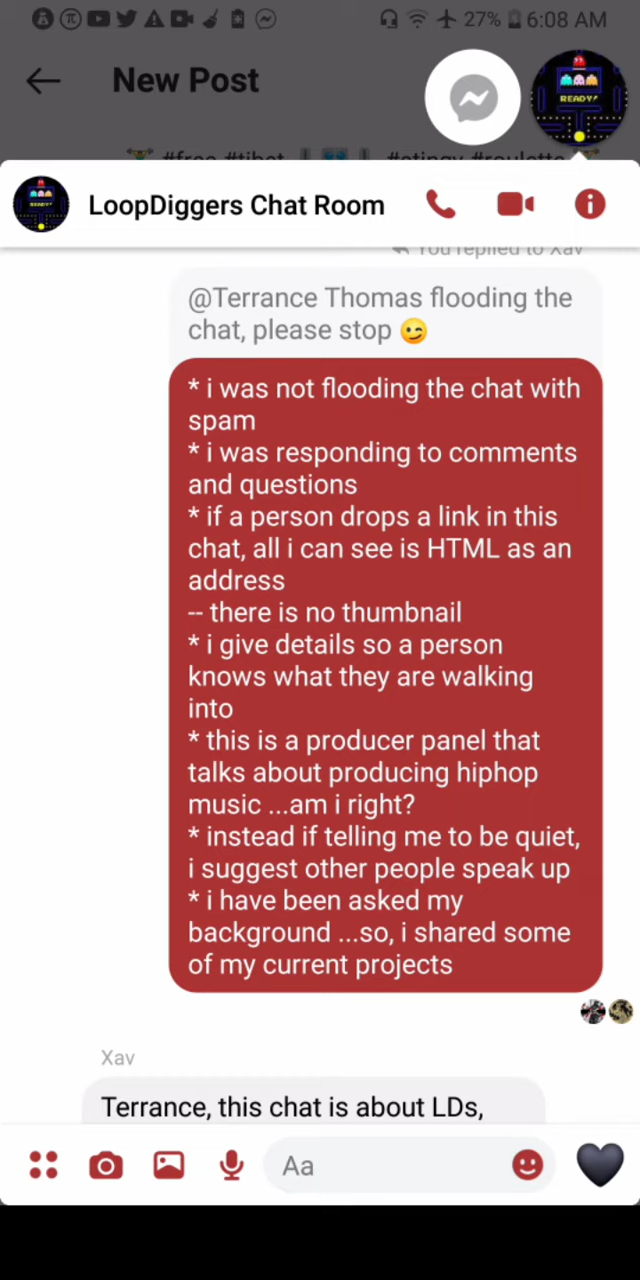 27% 6:08 AM
New Post
READY!
#free #tibet #stingy #roulette
READY!
LoopDiggers Chat Room
You replied to Xav
@Terrance Thomas flooding the
chat, please stop 😉
* i was not flooding the chat with
spam
* i was responding to comments
and questions
* if a person drops a link in this
chat, all i can see is HTML as an
address
-- there is no thumbnail
* i give details so a person
knows what they are walking
into
* this is a producer panel that
talks about producing hiphop
music ...am i right?
* instead if telling me to be quiet,
i suggest other people speak up
* i have been asked my
background ...so, i shared some
of my current projects
Xav
Terrance, this chat is about LDs,
Aa